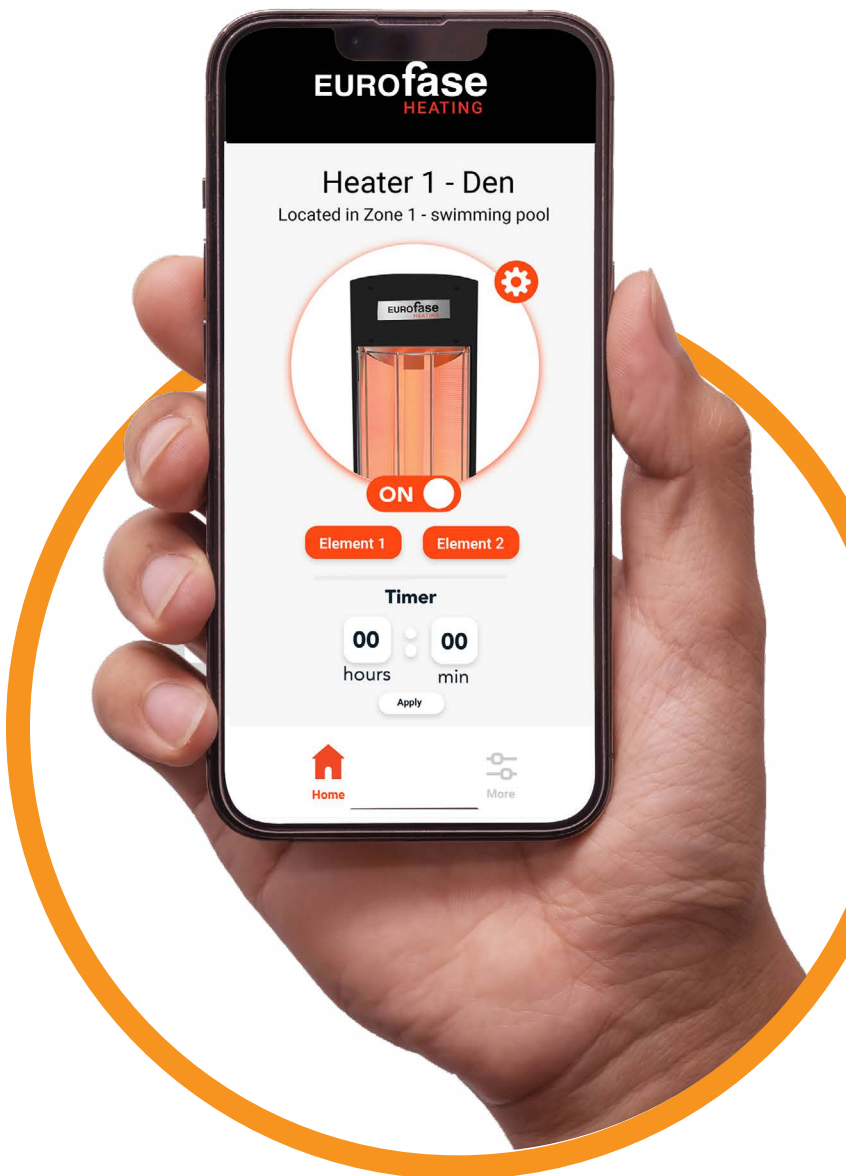 EUROfase
HEATING
Heater 1 - Den
Located in Zone 1 - swimming pool
EUROfase
HEATING
ON
Element 1 Element 2
Timer
00 : 00
hours min
Apply
Home More